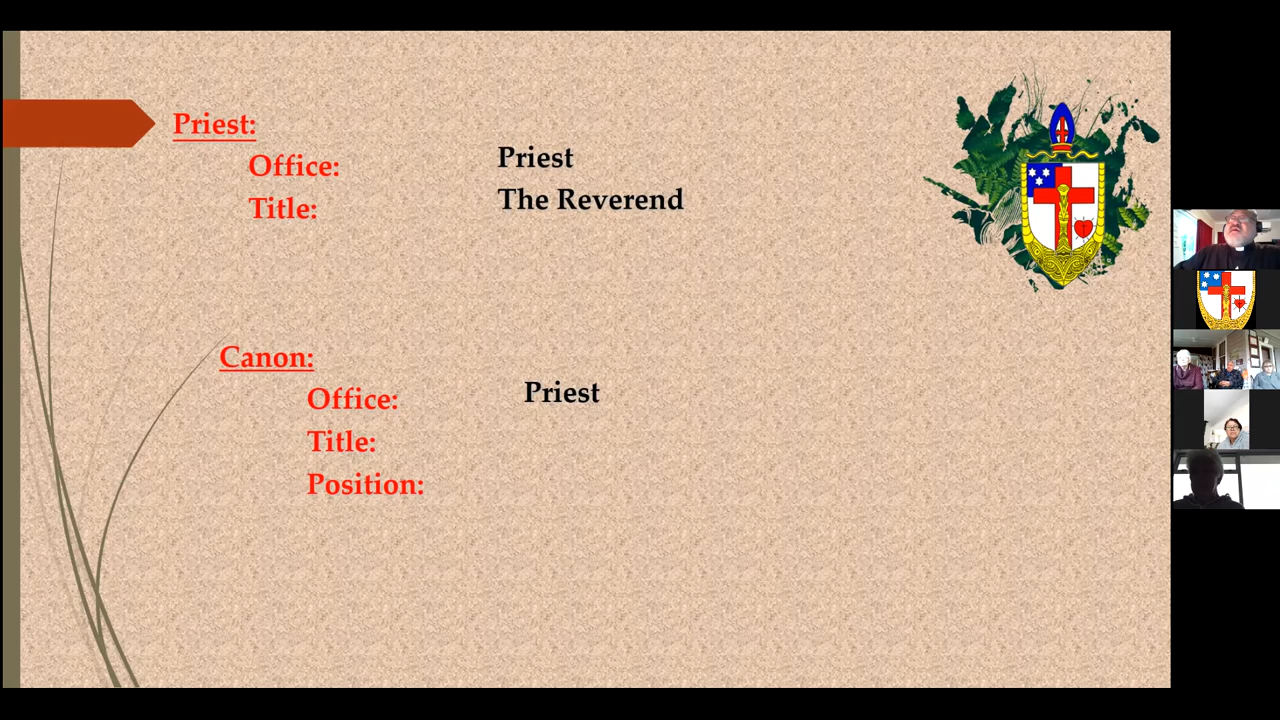 Priest:
Office: Priest
Title: The Reverend
Canon:
Office: Priest
Title:
Position: